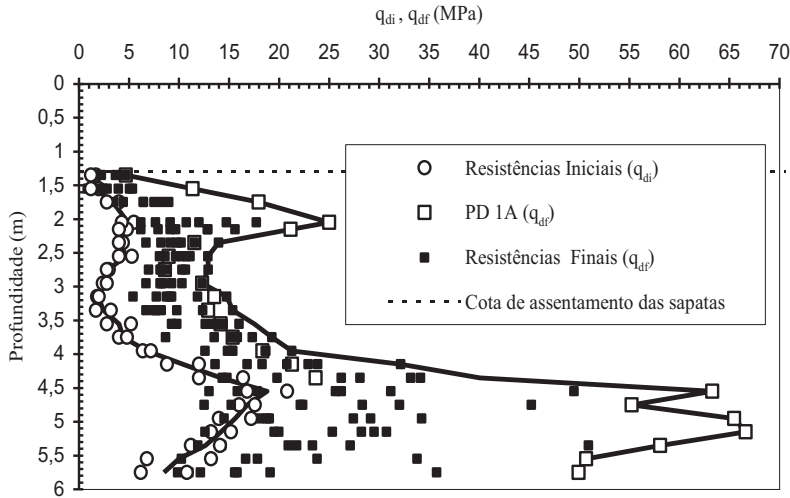 q_di , q_df (MPa)
0 5 10 15 20 25 30 35 40 45 50 55 60 65 70
0
0,5
1
1,5
2
2,5
3
3,5
4
4,5
5
5,5
6
Profundidade (m)
Resistências Iniciais (q_di)
PD 1A (q_df)
Resistências Finais (q_df)
Cota de assentamento das sapatas